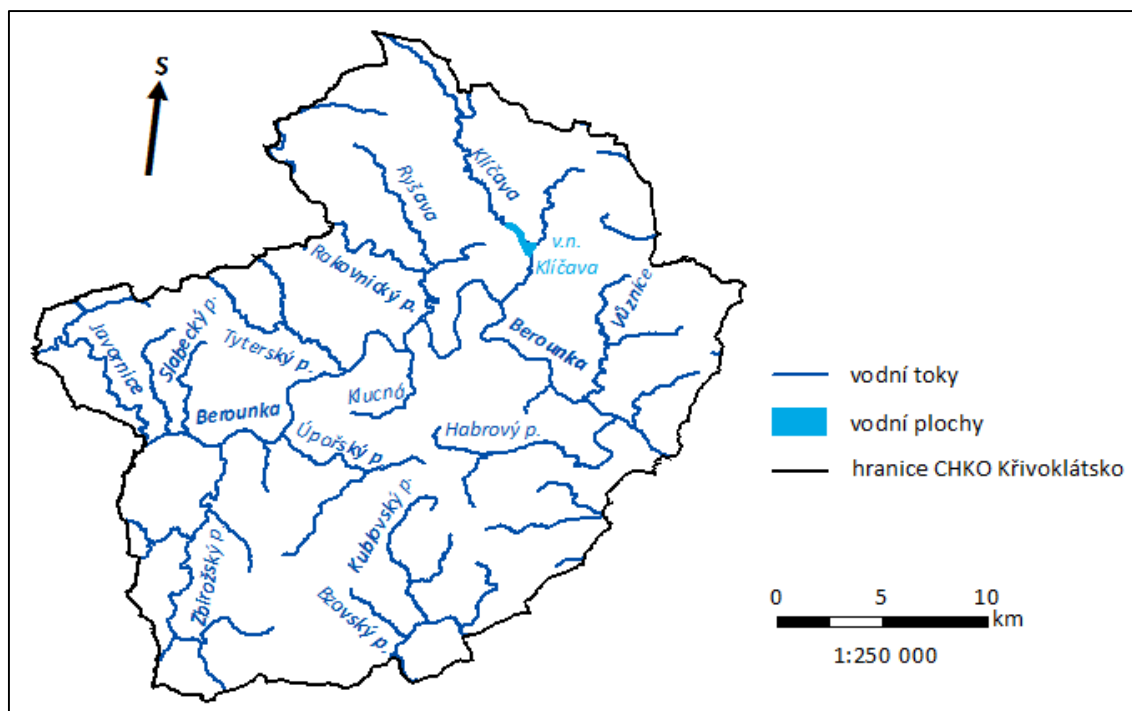 S
Klíčava
Ryšava
v.n.
Klíčava
Rakovnický p.
Vůznice
Javornice
Slabecký p.
Tyterský p.
Berounka
Klucná
Berounka
Úpořský p.
Habrový p.
Kublovský p.
Zbirožský p.
Bzovský p.
vodní toky
vodní plochy
hranice CHKO Křivoklátsko
0 5 10
km
1:250 000